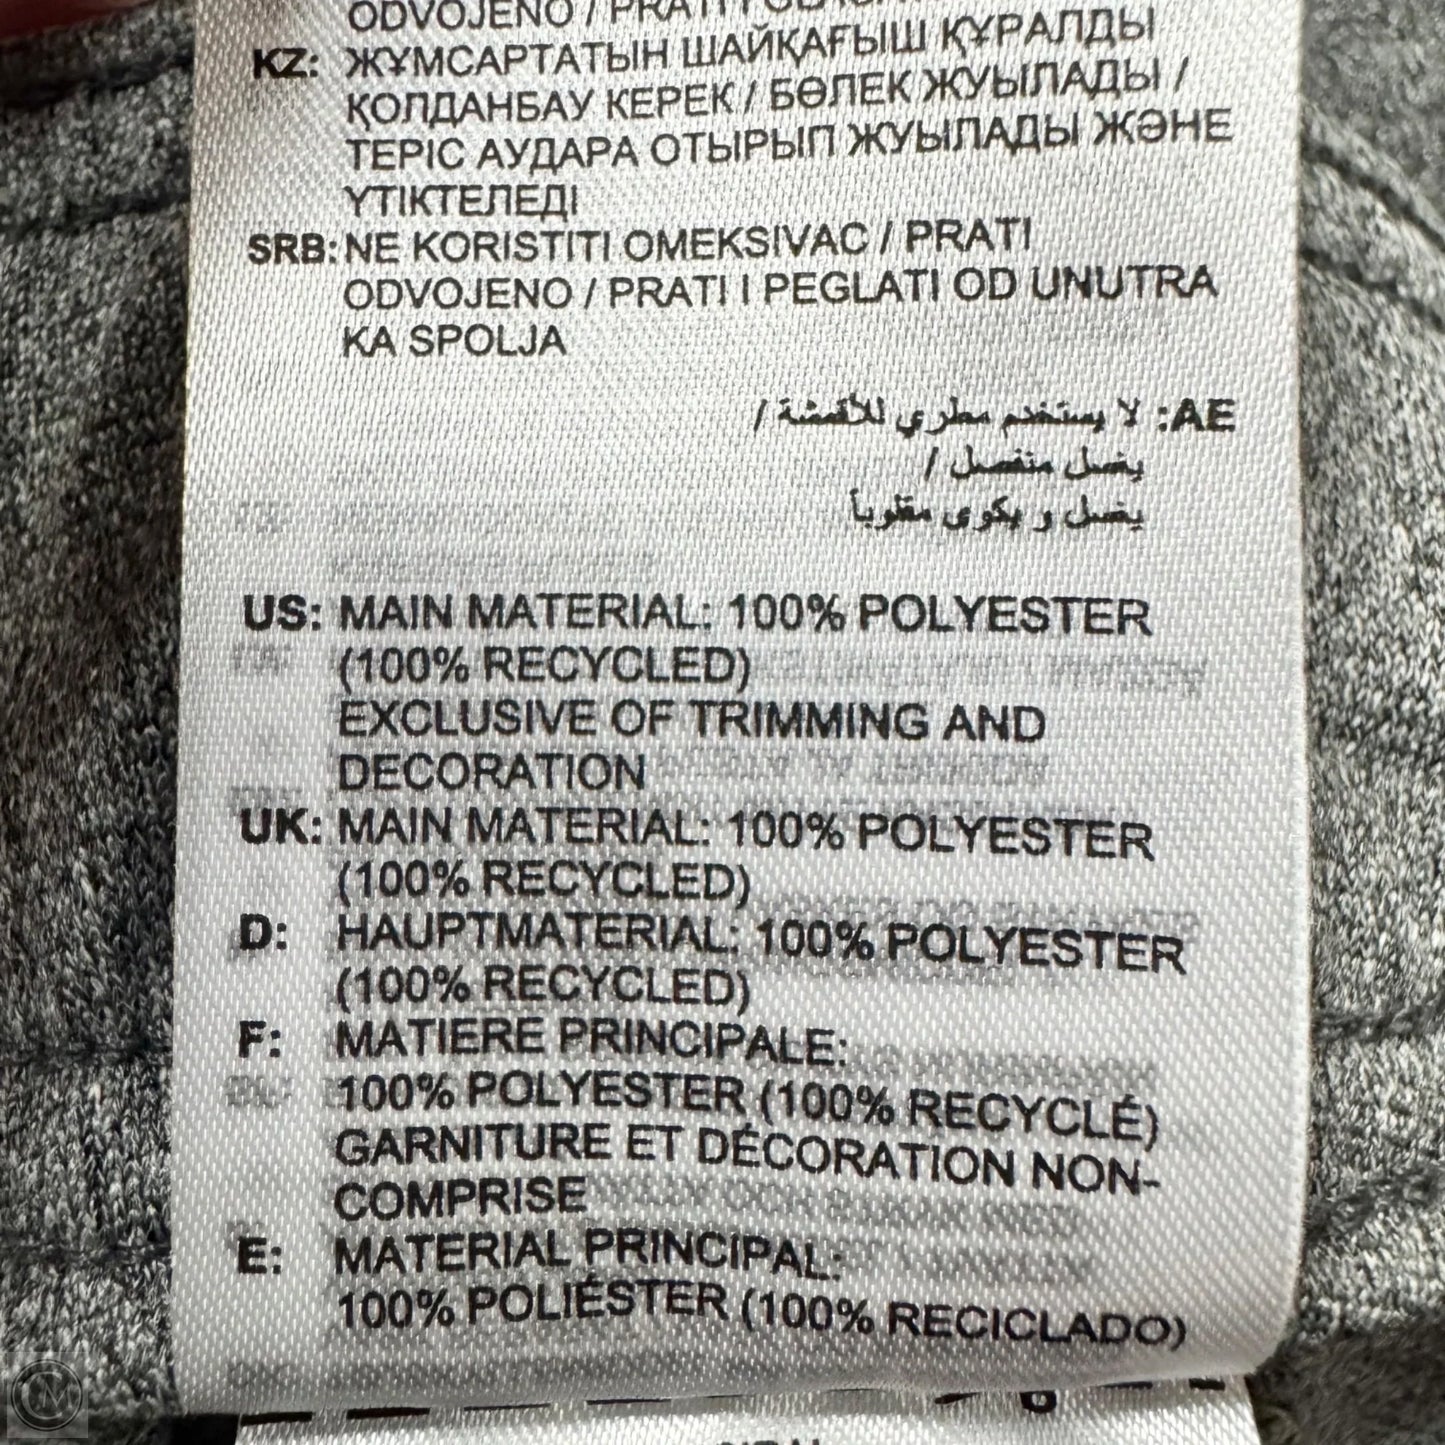 ODVOJENO / PRATI I
KZ: ЖҰМСАРТАТЫН ШАЙҚАҒЫШ ҚҰРАЛДЫ
ҚОЛДАНБАУ КЕРЕК / БӨЛЕК ЖУЫЛАДЫ /
ТЕРІС АУДАРА ОТЫРЫП ЖУЫЛАДЫ ЖӘНЕ
ҮТІКТЕЛЕДІ
SRB: NE KORISTITI OMEKSIVAC / PRATI
ODVOJENO / PRATI I PEGLATI OD UNUTRA
KA SPOLJA
AE: لا يستخدم مطري للأقمشة /
يغسل منفصل /
يغسل و يكوى مقلوباً
US: MAIN MATERIAL: 100% POLYESTER
(100% RECYCLED)
EXCLUSIVE OF TRIMMING AND
DECORATION
UK: MAIN MATERIAL: 100% POLYESTER
(100% RECYCLED)
D: HAUPTMATERIAL: 100% POLYESTER
(100% RECYCLED)
F: MATIERE PRINCIPALE:
100% POLYESTER (100% RECYCLÉ)
GARNITURE ET DÉCORATION NON-
COMPRISE
E: MATERIAL PRINCIPAL:
100% POLIÉSTER (100% RECICLADO)